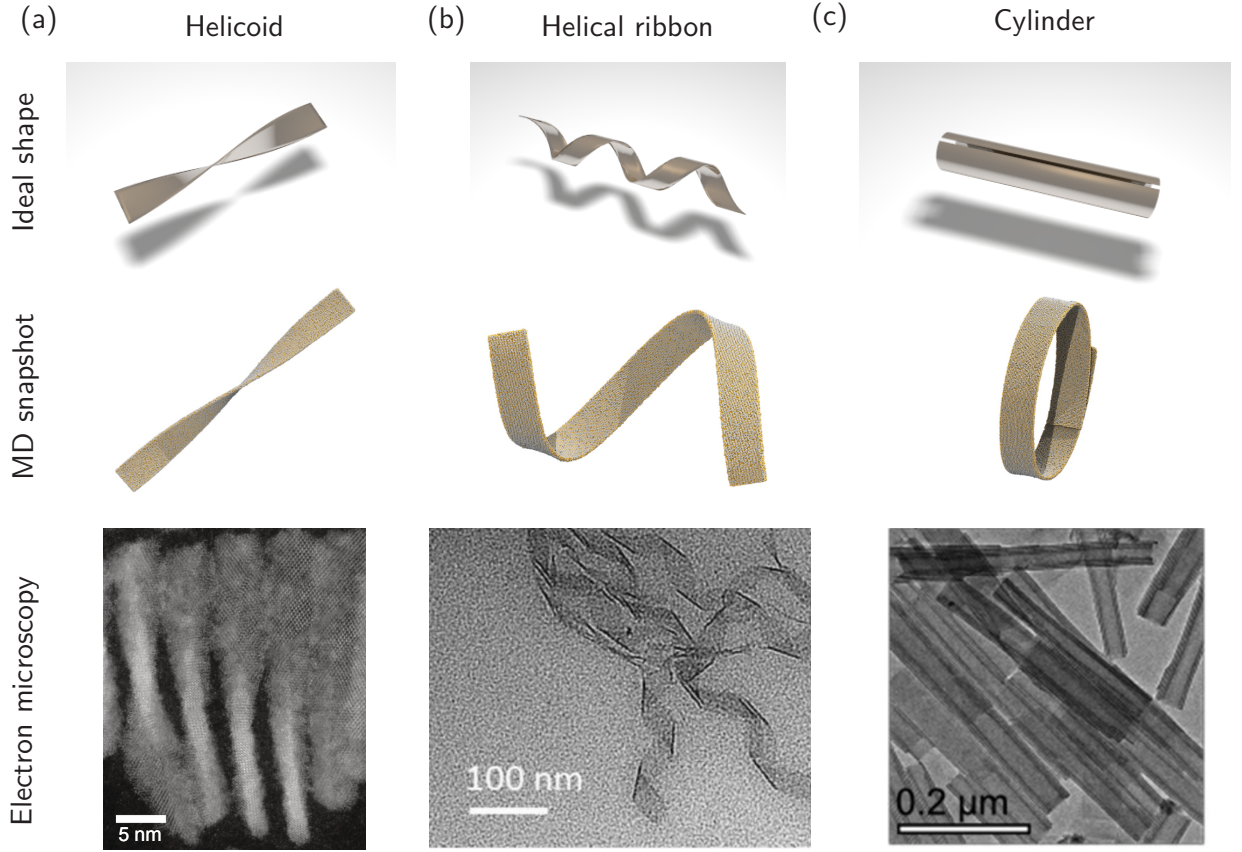 (a)
Helicoid
(b)
Helical ribbon
(c)
Cylinder
Ideal shape
MD snapshot
Electron microscopy
5 nm
100 nm
0.2 µm